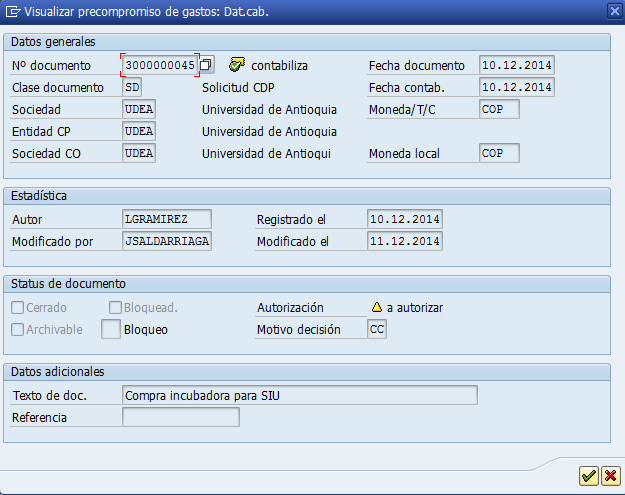 Visualizar precompromiso de gastos: Dat.cab.
Datos generales
Nº documento 3000000045 contabiliza Fecha documento 10.12.2014
Clase documento SD Solicitud CDP Fecha contab. 10.12.2014
Sociedad UDEA Universidad de Antioquia Moneda/T/C COP
Entidad CP UDEA Universidad de Antioquia
Sociedad CO UDEA Universidad de Antioqui Moneda local COP
Estadística
Autor LGRAMIREZ Registrado el 10.12.2014
Modificado por JSALDARRIAGA Modificado el 11.12.2014
Status de documento
Cerrado Bloquead. Autorización a autorizar
Archivable Bloqueo Motivo decisión CC
Datos adicionales
Texto de doc. Compra incubadora para SIU
Referencia